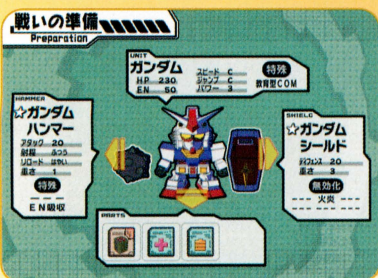 戦いの準備
Preparation
UNIT
ガンダム
HP 230
EN 50
スピード C
ジャンプ C
パワー 3
特殊
教育型COM
HAMMER
☆ガンダム
ハンマー
アタック 20
射程 ふつう
リロード はやい
重さ 1
特殊
EN吸収
SHIELD
☆ガンダム
シールド
ディフェンス 20
重さ 3
無効化
--- 火炎 ---
PARTS